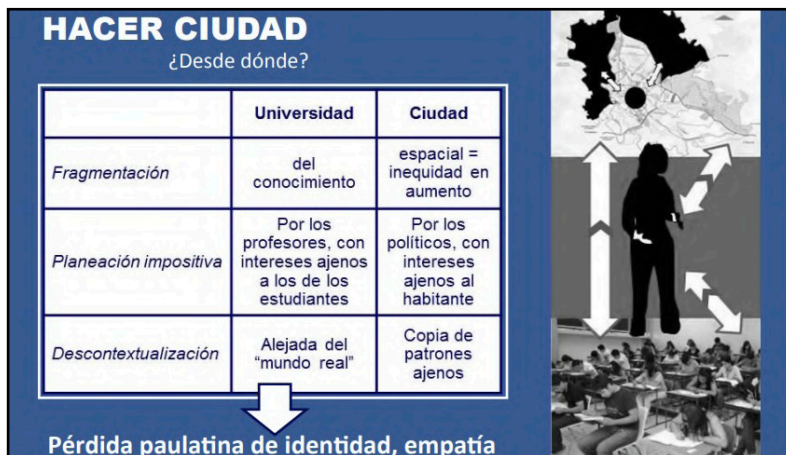 HACER CIUDAD
¿Desde dónde?
Universidad
Ciudad
Fragmentación
del
conocimiento
espacial =
inequidad en
aumento
Planeación impositiva
Por los
profesores, con
intereses ajenos
a los de los
estudiantes
Por los
políticos, con
intereses
ajenos al
habitante
Descontextualización
Alejada del
“mundo real”
Copia de
patrones
ajenos
Pérdida paulatina de identidad, empatía